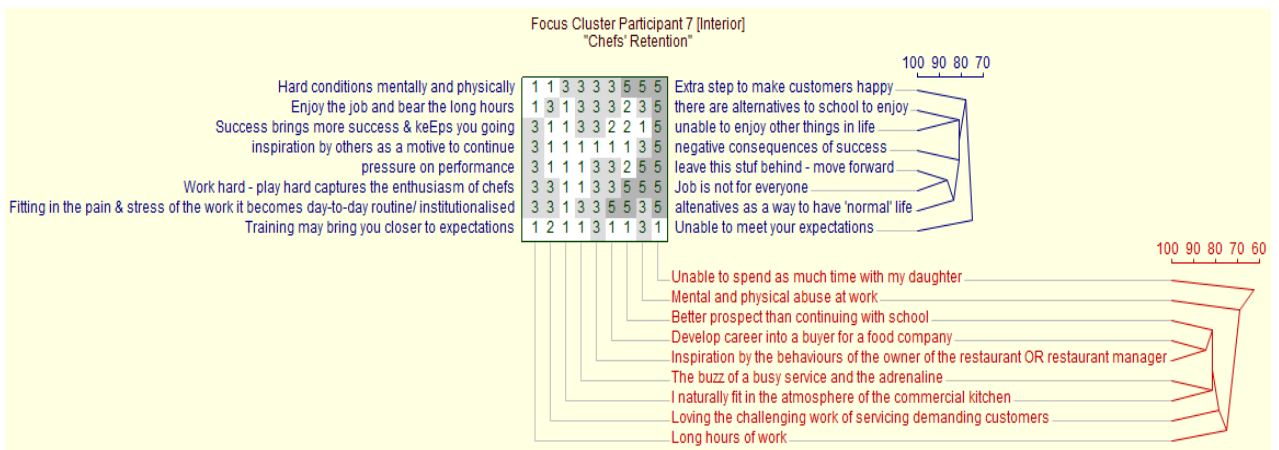 Focus Cluster Participant 7 [Interior]
"Chefs' Retention"
100 90 80 70
Hard conditions mentally and physically 1 1 3 3 3 3 5 5 5 Extra step to make customers happy
Enjoy the job and bear the long hours 1 3 1 3 3 3 2 3 5 there are alternatives to school to enjoy
Success brings more success & keEps you going 3 1 1 3 3 2 2 1 5 unable to enjoy other things in life
inspiration by others as a motive to continue 3 1 1 1 1 1 1 3 5 negative consequences of success
pressure on performance 3 1 1 1 3 3 2 5 5 leave this stuf behind - move forward
Work hard - play hard captures the enthusiasm of chefs 3 3 1 1 3 3 5 5 5 Job is not for everyone
Fitting in the pain & stress of the work it becomes day-to-day routine/ institutionalised 3 3 1 3 3 5 5 3 5 altenatives as a way to have 'normal' life
Training may bring you closer to expectations 1 2 1 1 3 1 1 3 1 Unable to meet your expectations
100 90 80 70 60
Unable to spend as much time with my daughter
Mental and physical abuse at work
Better prospect than continuing with school
Develop career into a buyer for a food company
Inspiration by the behaviours of the owner of the restaurant OR restaurant manager
The buzz of a busy service and the adrenaline
I naturally fit in the atmosphere of the commercial kitchen
Loving the challenging work of servicing demanding customers
Long hours of work